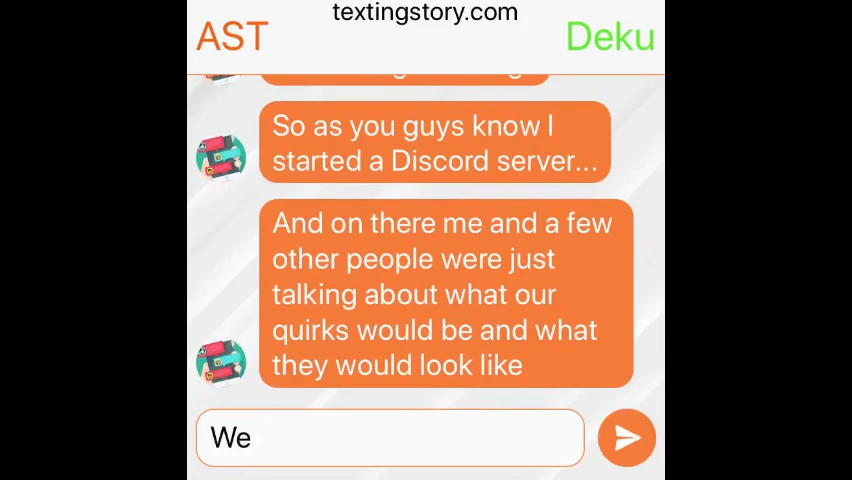 textingstory.com
AST
Deku
So as you guys know I
started a Discord server...
And on there me and a few
other people were just
talking about what our
quirks would be and what
they would look like
We